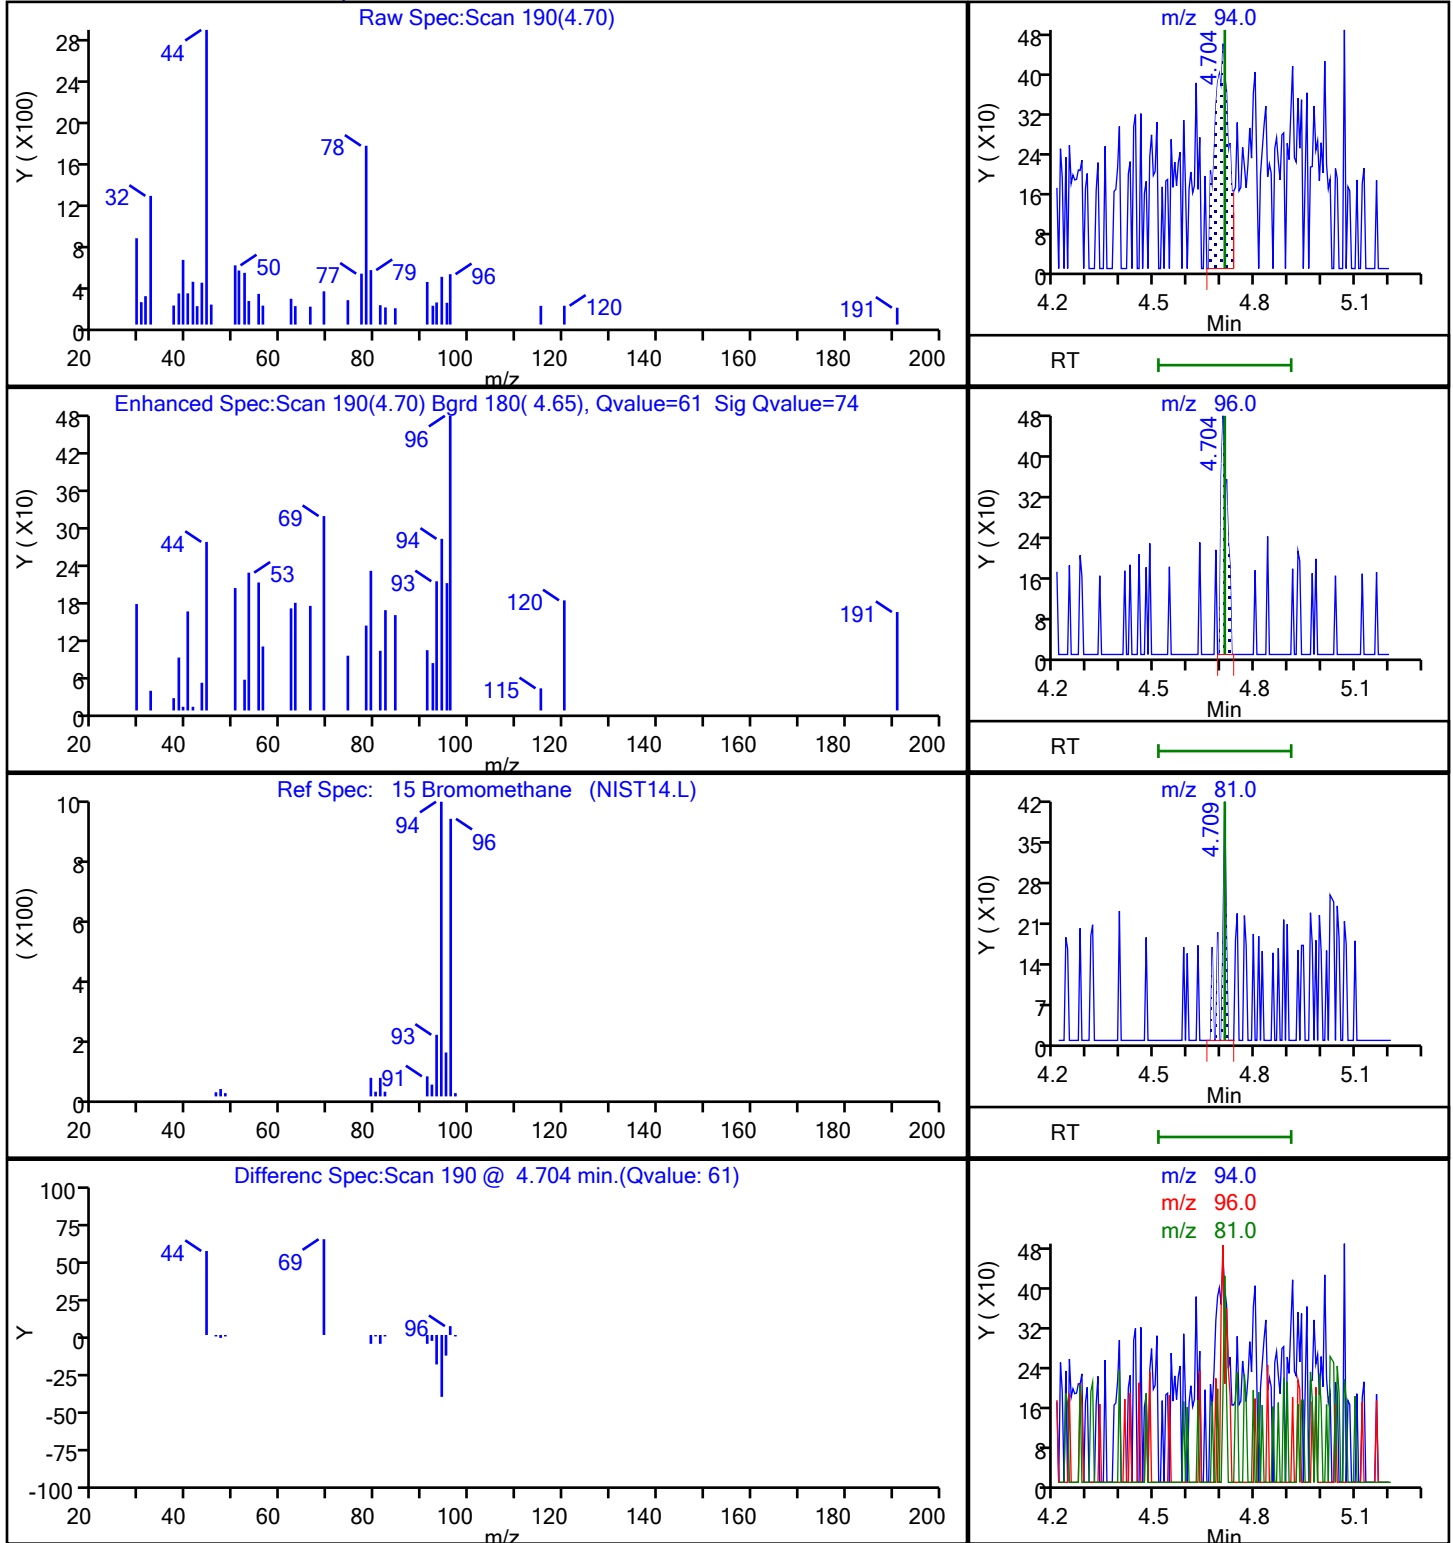 Raw Spec:Scan 190(4.70)
Y ( X100)
28
24
20
16
12
8
4
0
44
32
78
50
77
79
96
120
191
20 40 60 80 100 120 140 160 180 200
m/z
m/z 94.0
Y ( X10)
48
40
32
24
16
8
0
4.704
4.2 4.5 4.8 5.1
Min
RT
Enhanced Spec:Scan 190(4.70) Bgrd 180( 4.65), Qvalue=61 Sig Qvalue=74
Y ( X10)
48
42
36
30
24
18
12
6
0
96
69
44
53
94
93
120
115
191
20 40 60 80 100 120 140 160 180 200
m/z
m/z 96.0
Y ( X10)
48
40
32
24
16
8
0
4.704
4.2 4.5 4.8 5.1
Min
RT
Ref Spec: 15 Bromomethane (NIST14.L)
( X100)
10
8
6
4
2
0
94
96
93
91
20 40 60 80 100 120 140 160 180 200
m/z 81.0
Y ( X10)
42
35
28
21
14
7
0
4.709
4.2 4.5 4.8 5.1
Min
RT
Differenc Spec:Scan 190 @ 4.704 min.(Qvalue: 61)
Y
100
75
50
25
0
-25
-50
-75
-100
44
69
96
20 40 60 80 100 120 140 160 180 200
m/z
m/z 94.0
m/z 96.0
m/z 81.0
Y ( X10)
48
40
32
24
16
8
0
4.2 4.5 4.8 5.1
Min